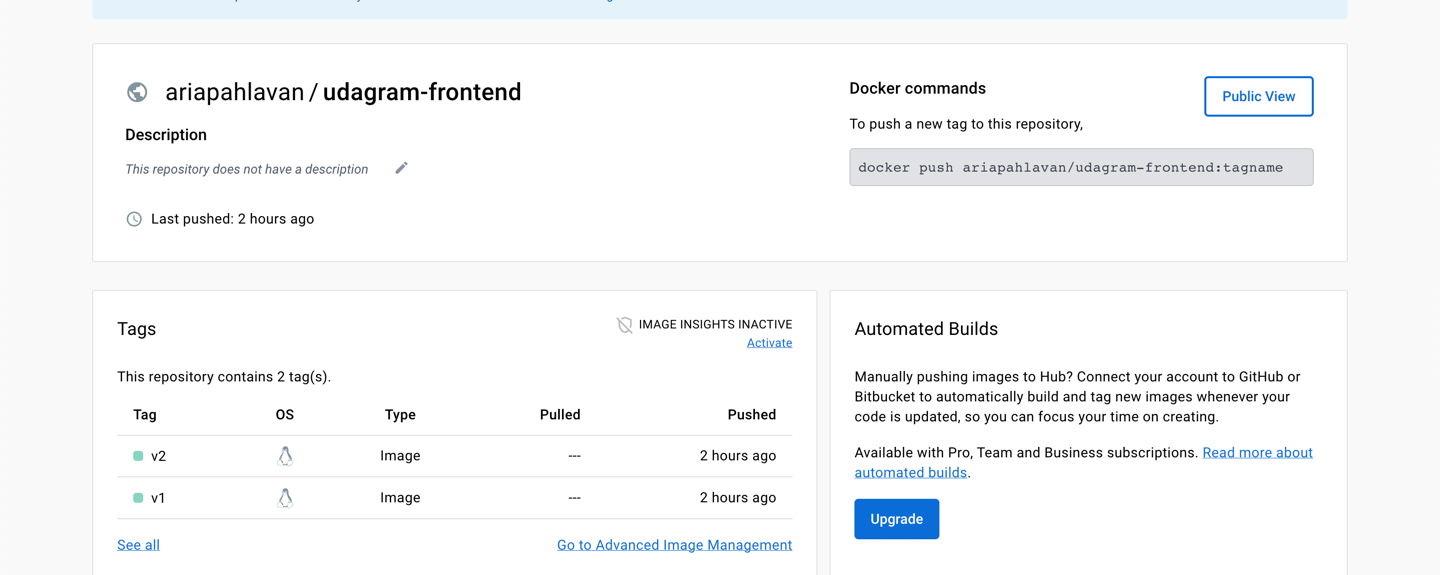 ariapahlavan / udagram-frontend
Description
This repository does not have a description
Last pushed: 2 hours ago
Docker commands
Public View
To push a new tag to this repository,
docker push ariapahlavan/udagram-frontend:tagname
Tags
IMAGE INSIGHTS INACTIVE
Activate
This repository contains 2 tag(s).
Tag OS Type Pulled Pushed
v2 Image --- 2 hours ago
v1 Image --- 2 hours ago
See all Go to Advanced Image Management
Automated Builds
Manually pushing images to Hub? Connect your account to GitHub or
Bitbucket to automatically build and tag new images whenever your
code is updated, so you can focus your time on creating.
Available with Pro, Team and Business subscriptions. Read more about
automated builds.
Upgrade